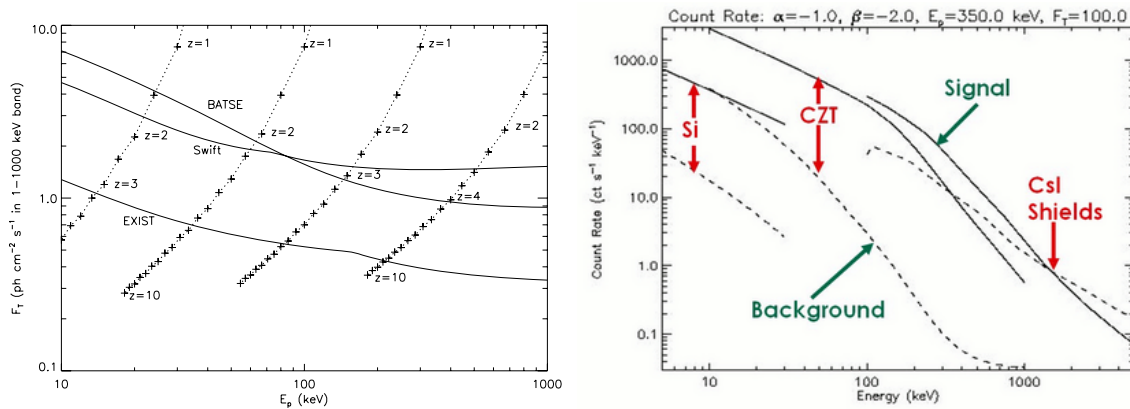 10.0
1.0
0.1
F_T (ph cm⁻² s⁻¹ in 1–1000 keV band)
z=1
z=1
z=1
BATSE
z=2
z=2
z=2
z=2
Swift
z=3
z=3
z=4
EXIST
z=10
z=10
z=10
10
100
1000
E_p (keV)
Count Rate: α=−1.0, β=−2.0, E_p=350.0 keV, F_T=100.0
1000.0
100.0
10.0
1.0
0.1
Count Rate (ct s⁻¹ keV⁻¹)
Signal
CZT
Si
CsI
Shields
Background
10
100
1000
Energy (keV)